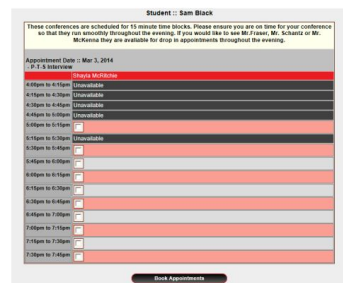 Student :: Sam Black
These conferences are scheduled for 15 minute time blocks. Please ensure you are on time for your conference
so that they run smoothly throughout the evening. If you would like to see Mr.Fraser, Mr. Schantz or Mr.
McKenna they are avaliable for drop in appointments throughout the evening.
Appointment Date :: Mar 3, 2014
- P-T-S Interview
Shayla McRitchie
4:00pm to 4:15pm Unavailable
4:15pm to 4:30pm Unavailable
4:30pm to 4:45pm Unavailable
4:45pm to 5:00pm Unavailable
5:00pm to 5:15pm
5:15pm to 5:30pm Unavailable
5:30pm to 5:45pm
5:45pm to 6:00pm
6:00pm to 6:15pm
6:15pm to 6:30pm
6:30pm to 6:45pm
6:45pm to 7:00pm
7:00pm to 7:15pm
7:15pm to 7:30pm
7:30pm to 7:45pm
Book Appointments